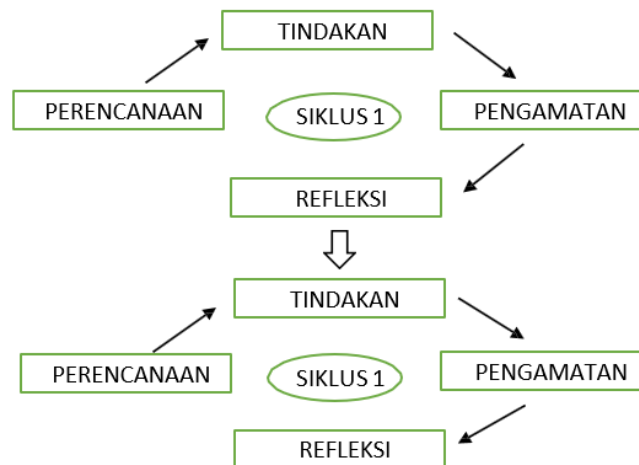 TINDAKAN
PERENCANAAN
SIKLUS 1
PENGAMATAN
REFLEKSI
TINDAKAN
PERENCANAAN
SIKLUS 1
PENGAMATAN
REFLEKSI